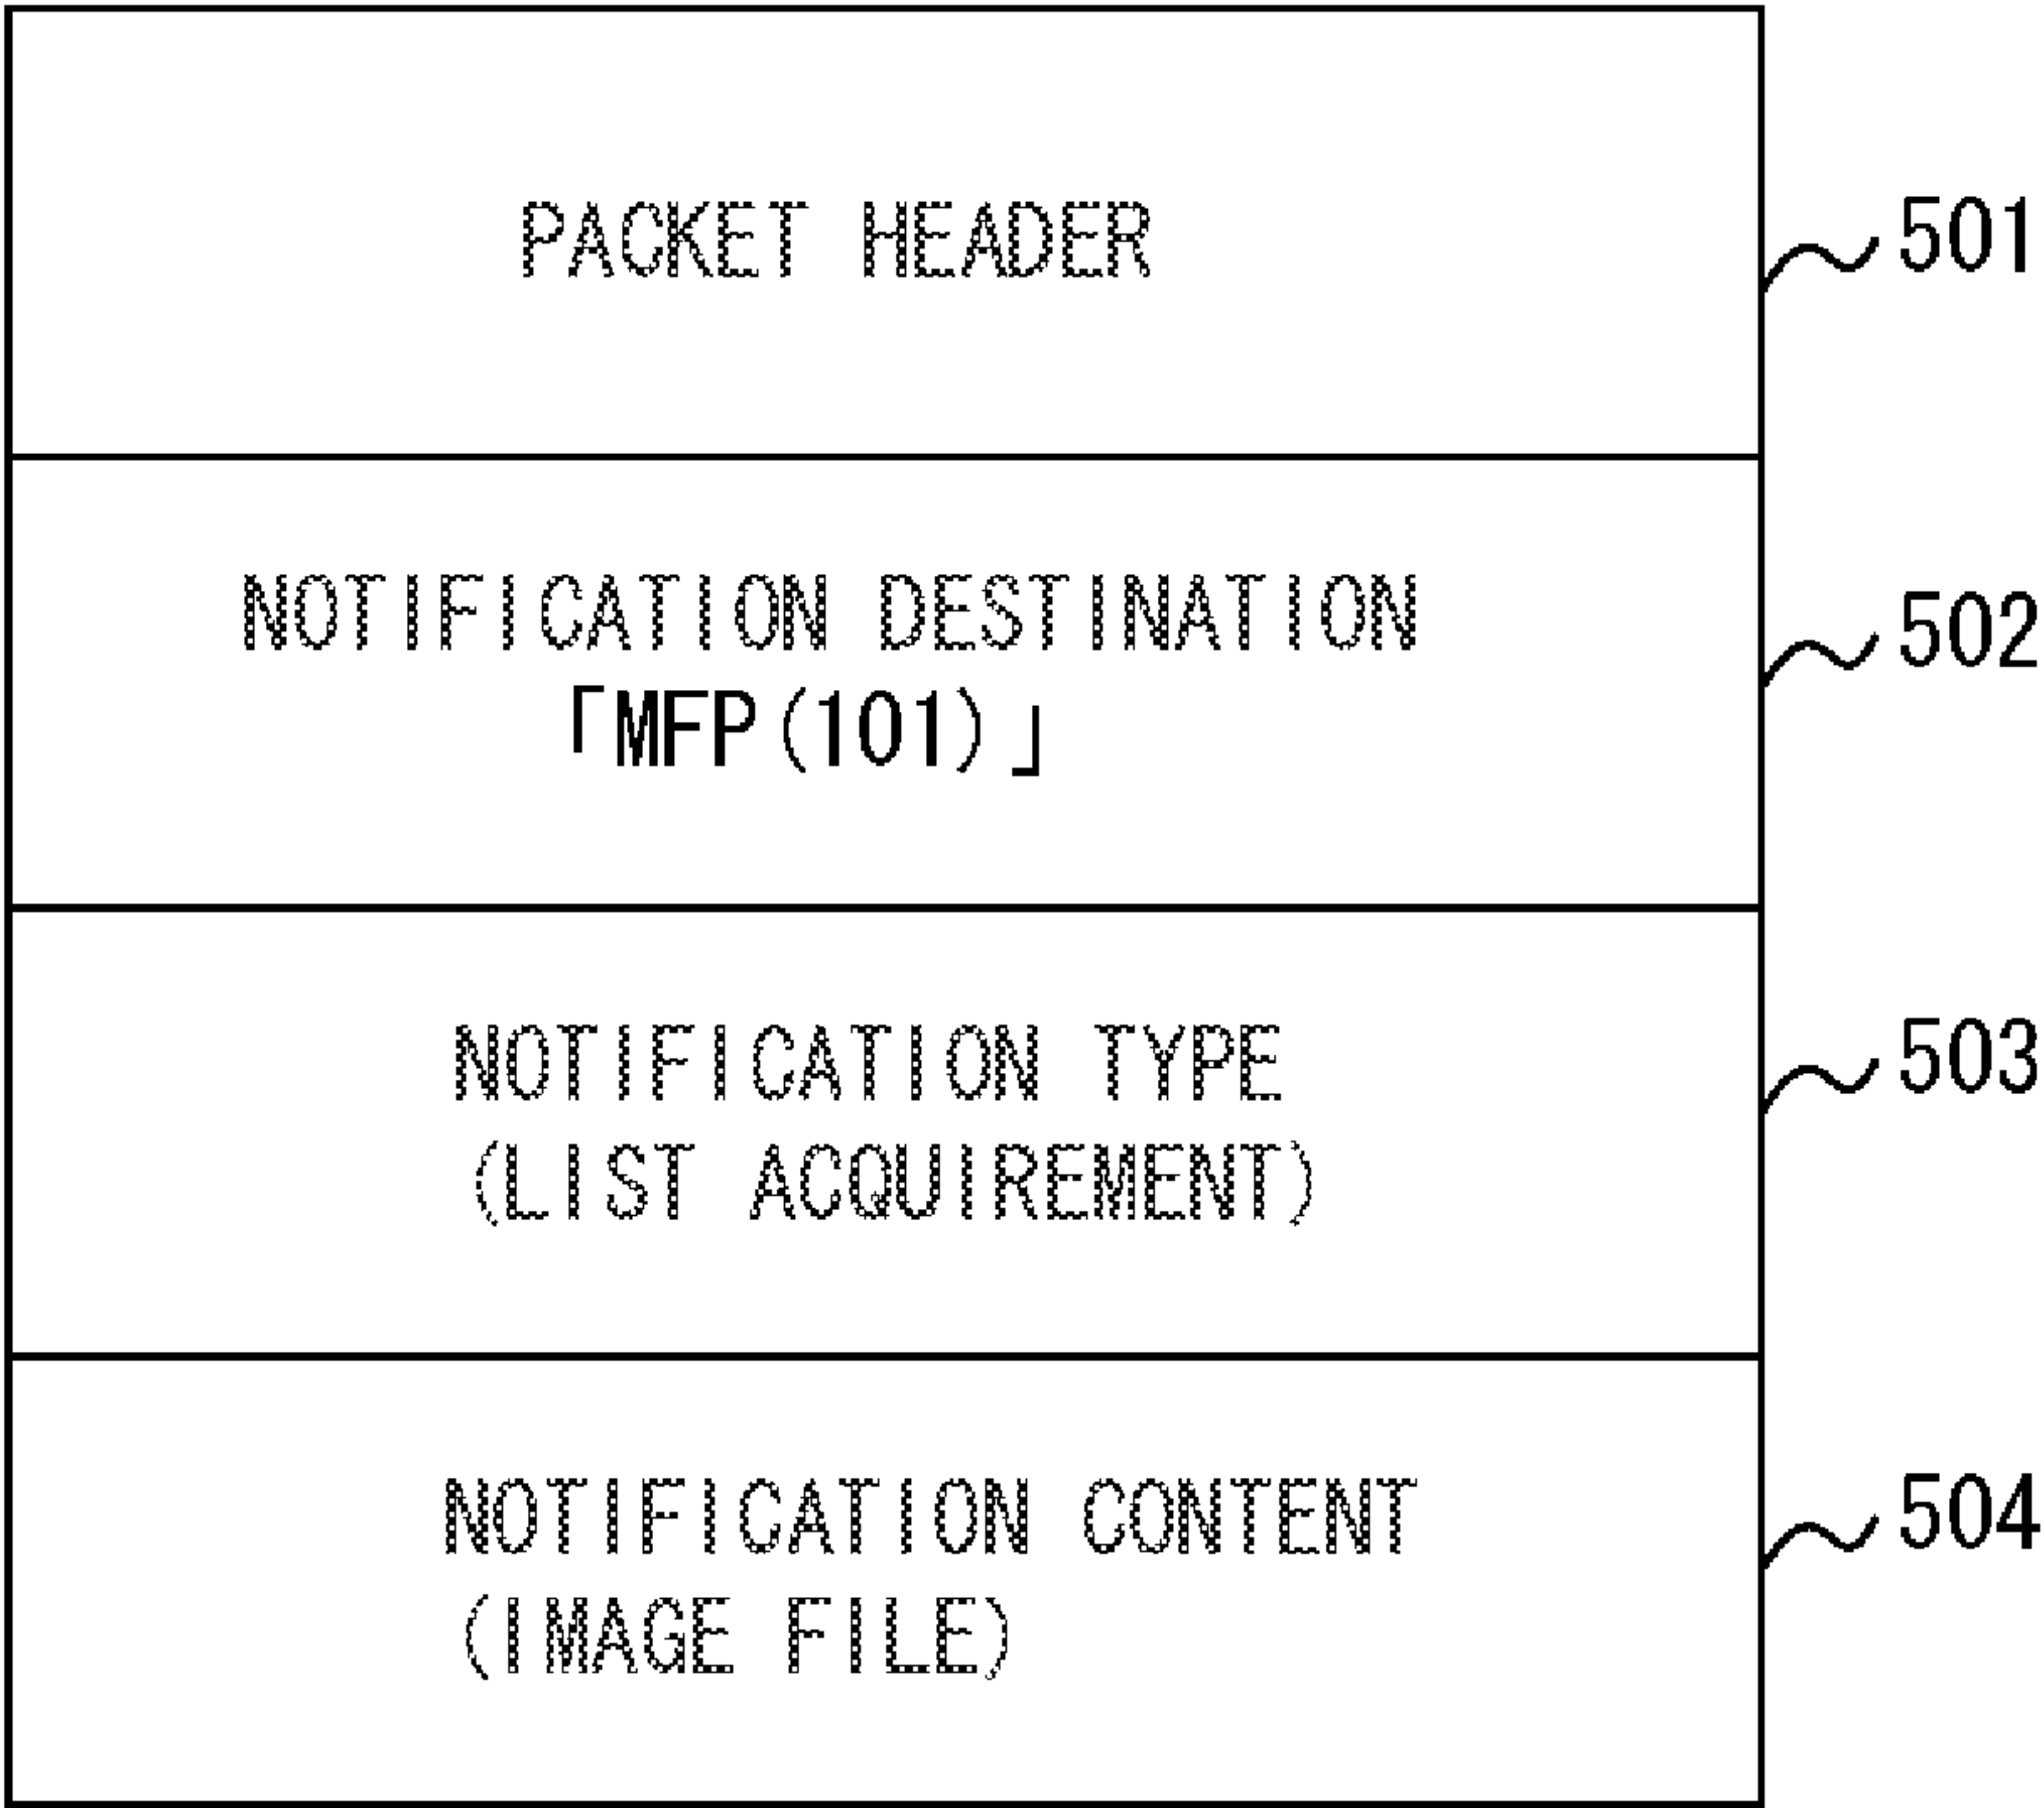 PACKET HEADER
501
NOTIFICATION DESTINATION
「MFP(101)」
502
NOTIFICATION TYPE
(LIST ACQUIREMENT)
503
NOTIFICATION CONTENT
(IMAGE FILE)
504